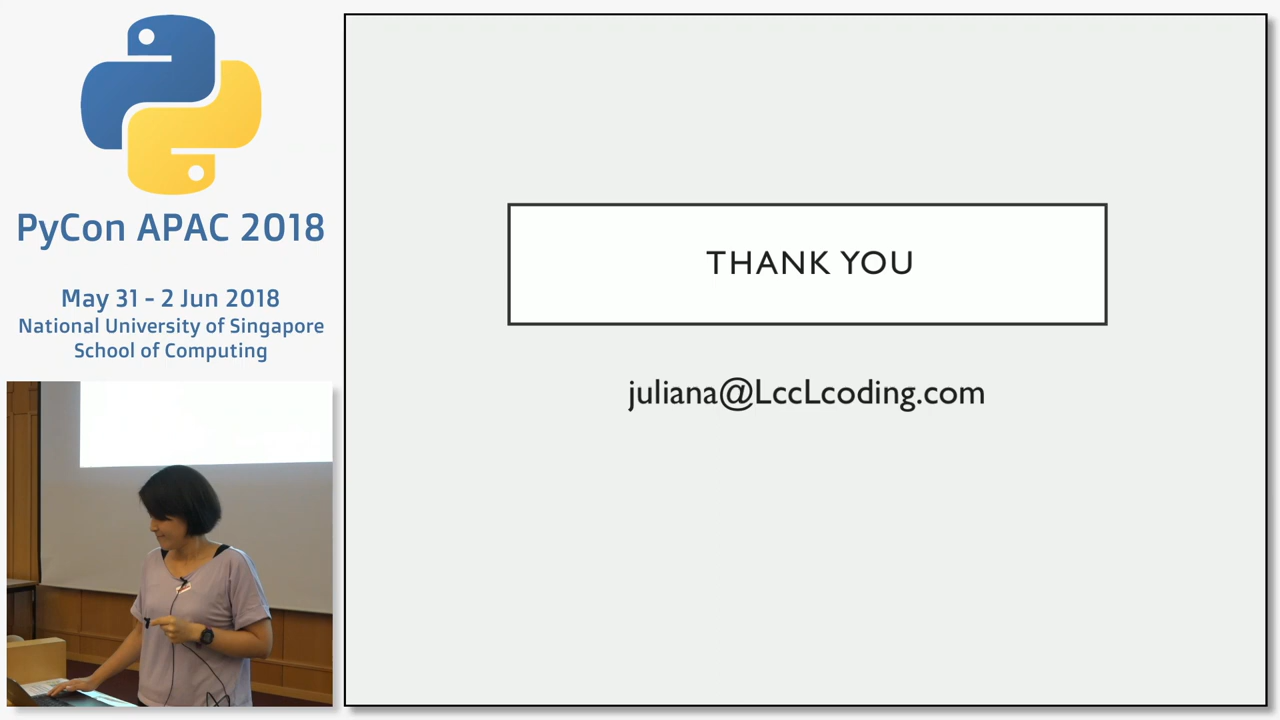 PyCon APAC 2018
May 31 - 2 Jun 2018
National University of Singapore
School of Computing
THANK YOU
juliana@LccLcoding.com